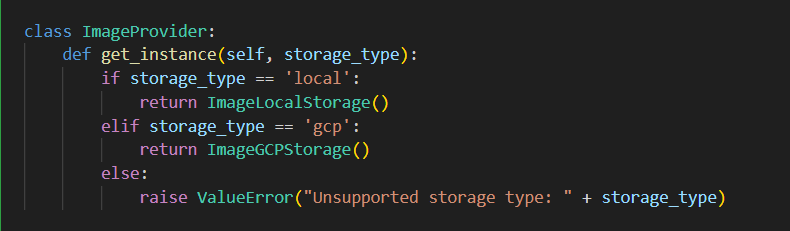 class ImageProvider:
    def get_instance(self, storage_type):
        if storage_type == 'local':
            return ImageLocalStorage()
        elif storage_type == 'gcp':
            return ImageGCPStorage()
        else:
            raise ValueError("Unsupported storage type: " + storage_type)